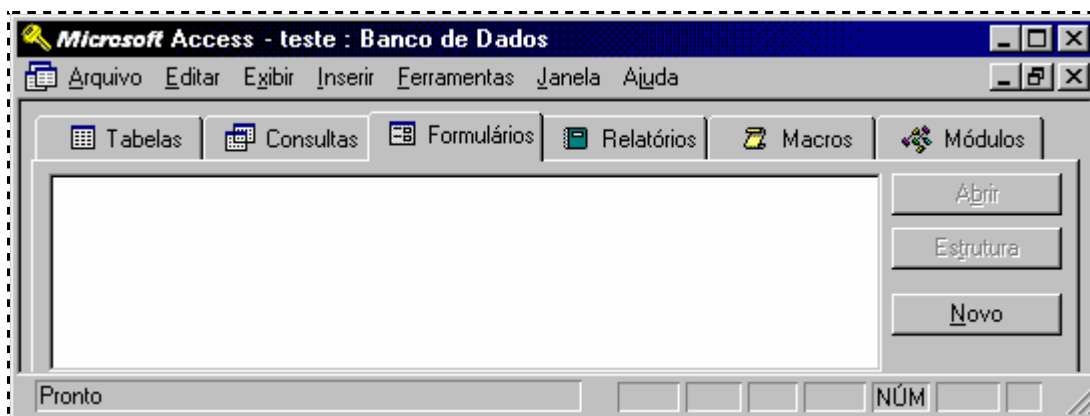 Microsoft Access - teste : Banco de Dados
Arquivo Editar Exibir Inserir Ferramentas Janela Ajuda
Tabelas Consultas Formulários Relatórios Macros Módulos
Abrir
Estrutura
Novo
Pronto NÚM